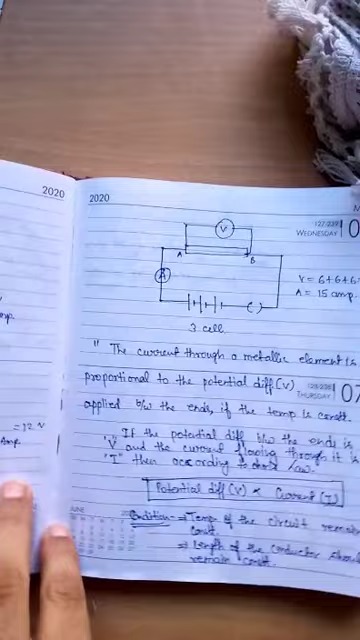 2020
2020
127/239
WEDNESDAY
V
A
B
A
V = 6+6+6
A = 15 amp.
3 cell
" The current through a metallic element is
proportional to the potential diff (V)
THURSDAY 07
applied b/w the ends, if the temp is const.
If the potential diff b/w the ends is
"V" and the current flowing through it is
"I" then according to Law.
Potential diff (V) ∝ Current (I)
Condition → Temp of the circuit remain
const.
⇒ Length of the conductor should
remain const.
= 12 V
Amp
JUNE